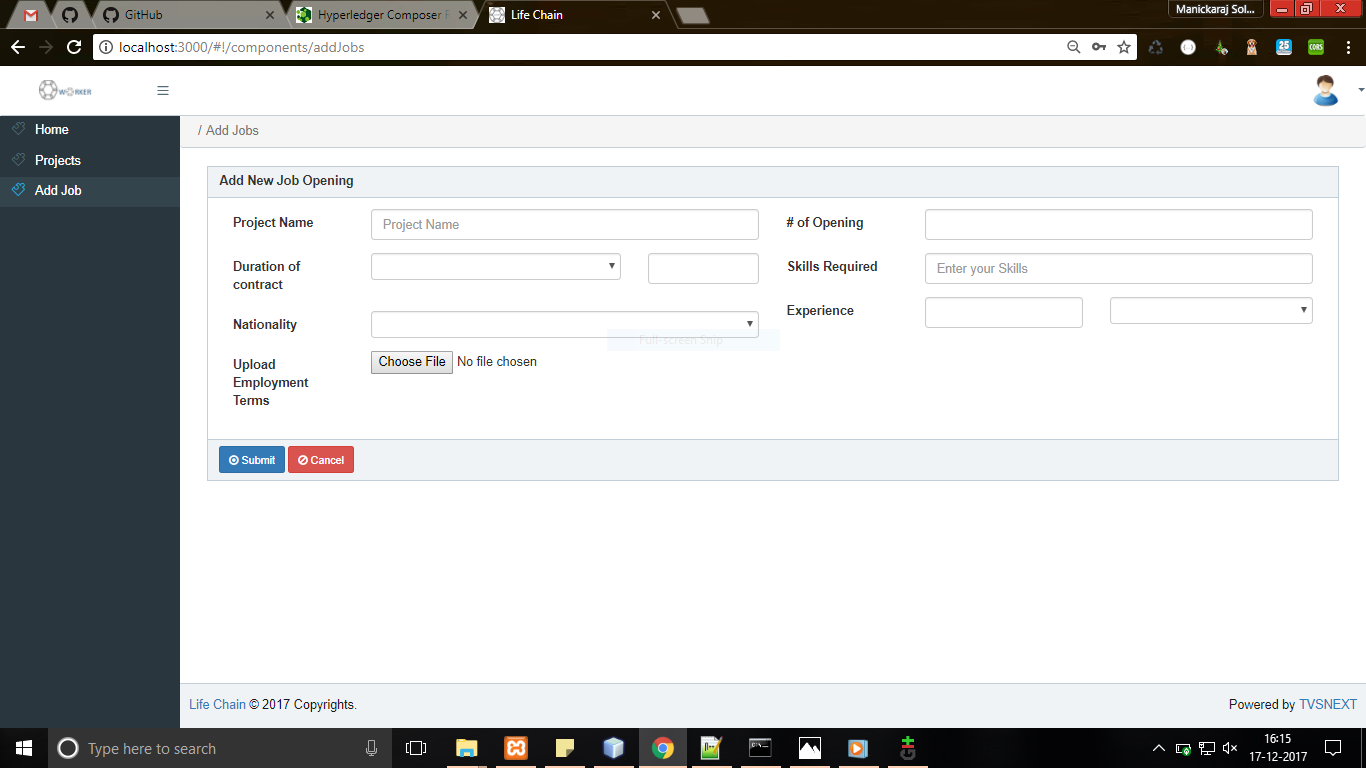 Manickaraj Sol...
GitHub
Hyperledger Composer
Life Chain
localhost:3000/#!/components/addJobs
25
CORS
WORKER
Home
Projects
Add Job
/ Add Jobs
Add New Job Opening
Project Name
Project Name
# of Opening
Duration of
contract
Skills Required
Enter your Skills
Nationality
Experience
Full-screen Snip
Upload
Employment
Terms
Choose File No file chosen
Submit
Cancel
Life Chain © 2017 Copyrights.
Powered by TVSNEXT
Type here to search
16:15
17-12-2017